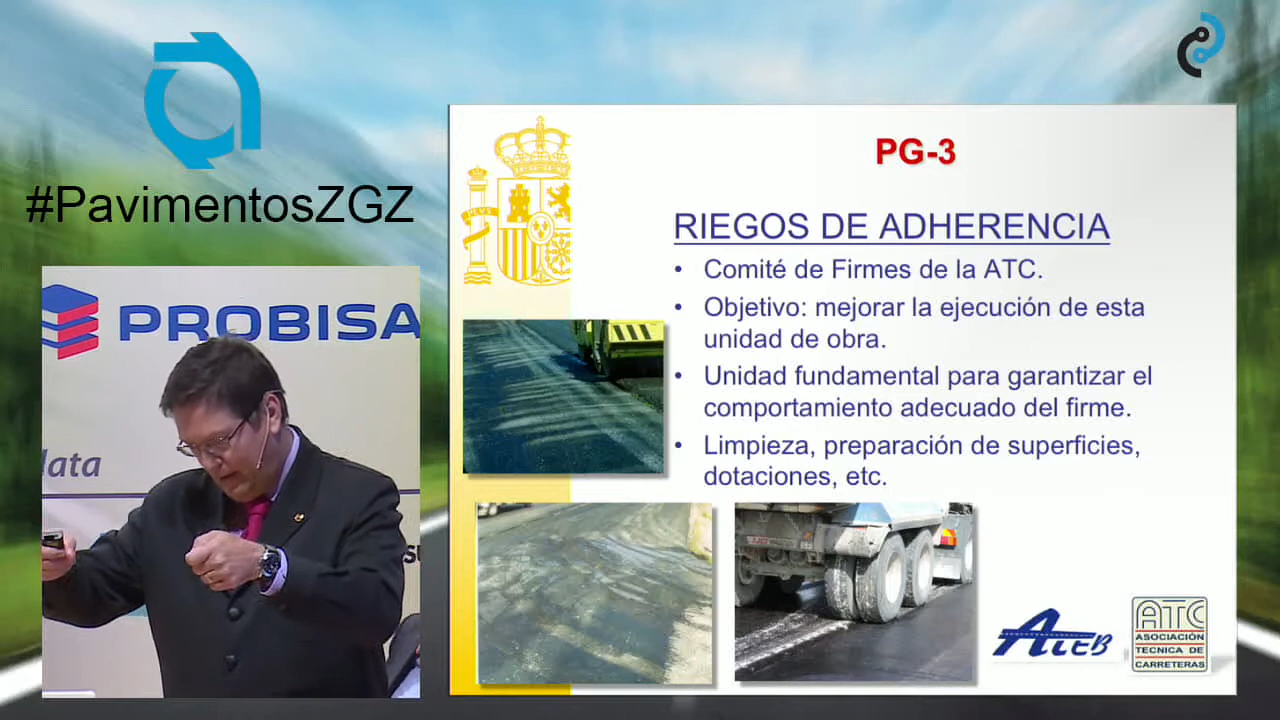 #PavimentosZGZ
PROBISA
data
PG-3
RIEGOS DE ADHERENCIA
• Comité de Firmes de la ATC.
• Objetivo: mejorar la ejecución de esta
unidad de obra.
• Unidad fundamental para garantizar el
comportamiento adecuado del firme.
• Limpieza, preparación de superficies,
dotaciones, etc.
ATEB
ATC
ASOCIACIÓN
TECNICA DE
CARRETERAS